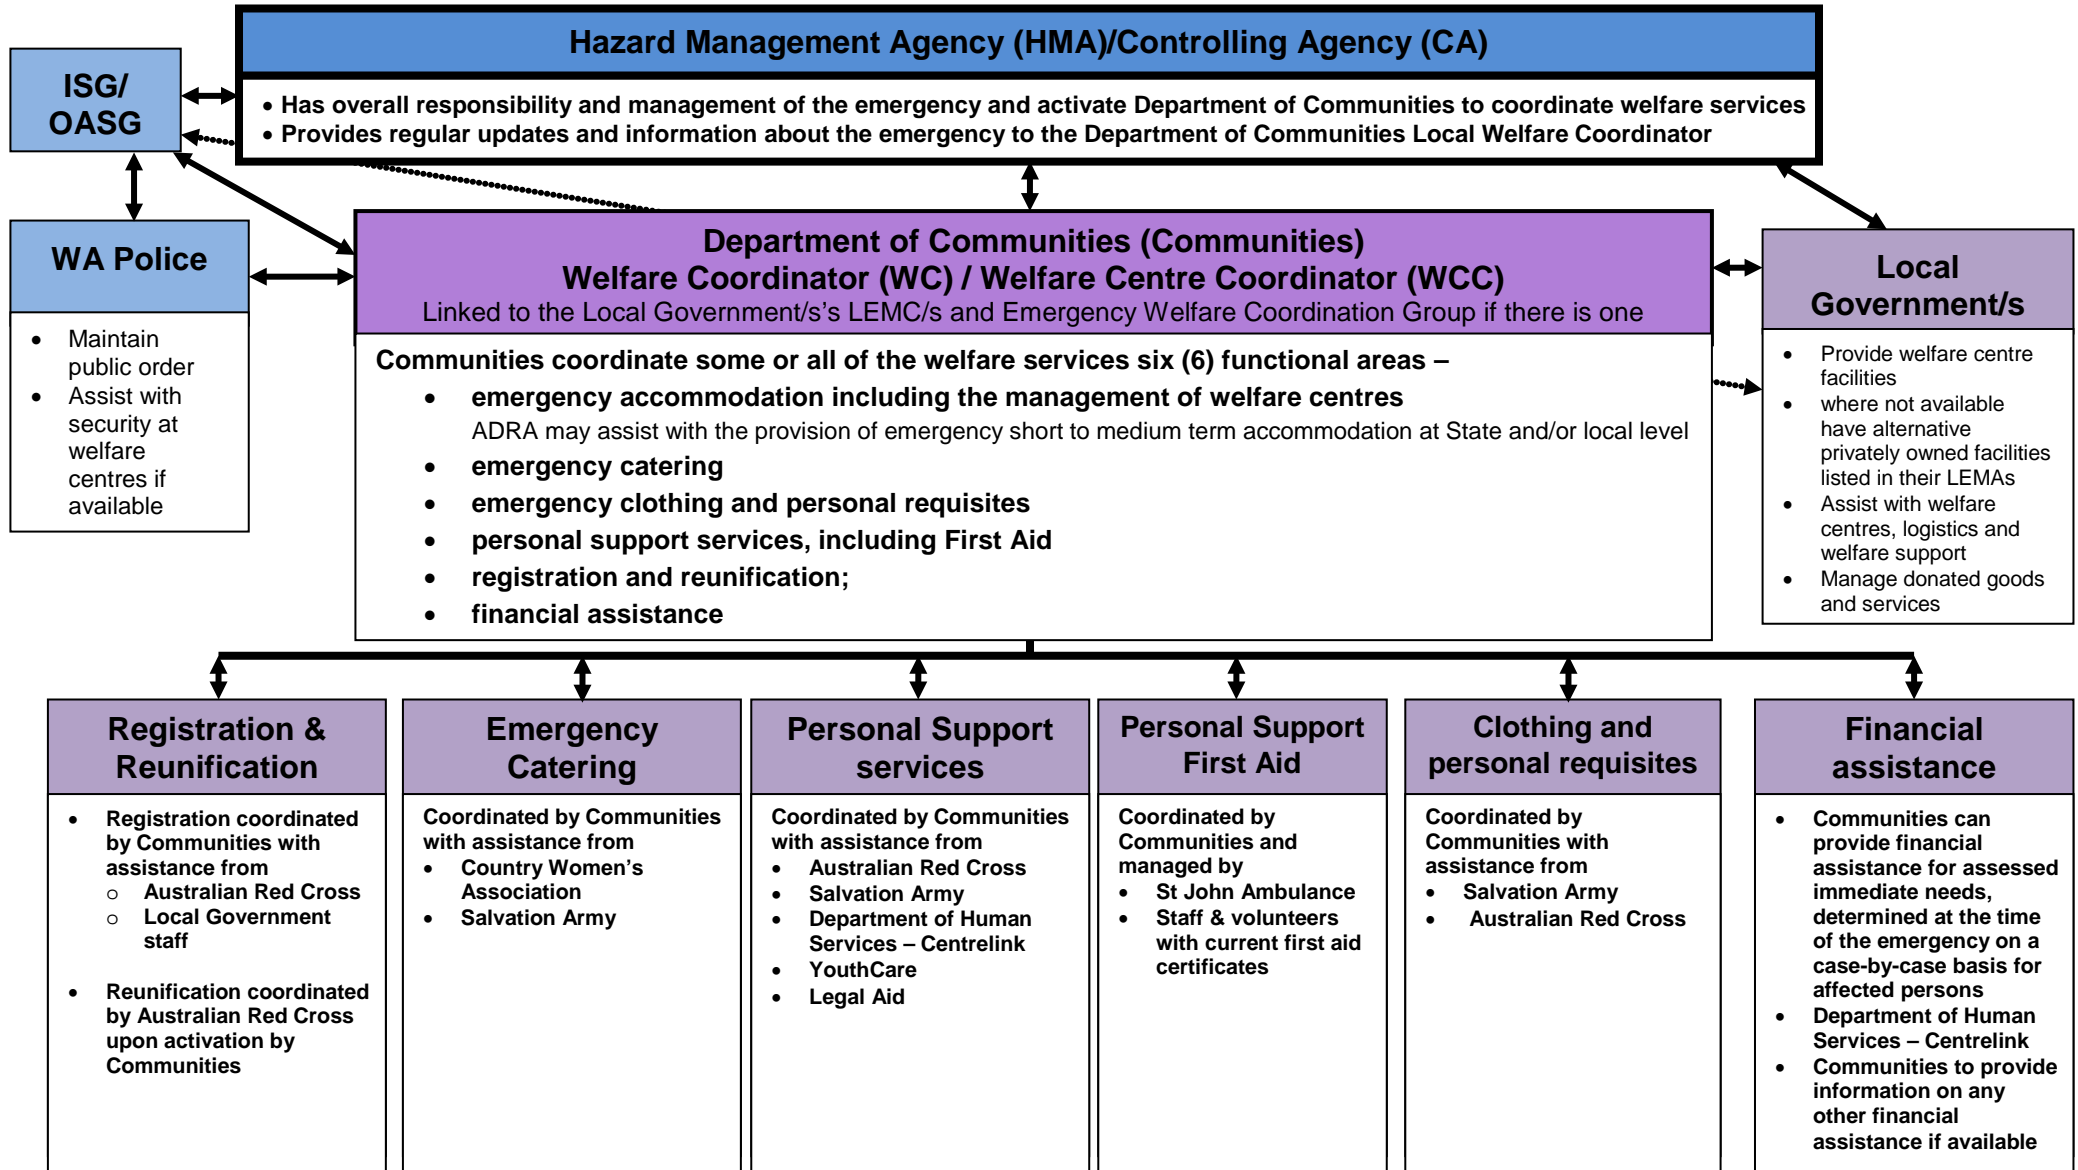 Hazard Management Agency (HMA)/Controlling Agency (CA)
• Has overall responsibility and management of the emergency and activate Department of Communities to coordinate welfare services
• Provides regular updates and information about the emergency to the Department of Communities Local Welfare Coordinator
ISG/
OASG
WA Police
• Maintain
public order
• Assist with
security at
welfare
centres if
available
Department of Communities (Communities)
Welfare Coordinator (WC) / Welfare Centre Coordinator (WCC)
Linked to the Local Government/s's LEMC/s and Emergency Welfare Coordination Group if there is one
Communities coordinate some or all of the welfare services six (6) functional areas –
• emergency accommodation including the management of welfare centres
ADRA may assist with the provision of emergency short to medium term accommodation at State and/or local level
• emergency catering
• emergency clothing and personal requisites
• personal support services, including First Aid
• registration and reunification;
• financial assistance
Local
Government/s
• Provide welfare centre
facilities
• where not available
have alternative
privately owned facilities
listed in their LEMAs
• Assist with welfare
centres, logistics and
welfare support
• Manage donated goods
and services
Registration &
Reunification
• Registration coordinated
by Communities with
assistance from
o Australian Red Cross
o Local Government
staff
• Reunification coordinated
by Australian Red Cross
upon activation by
Communities
Emergency
Catering
Coordinated by Communities
with assistance from
• Country Women's
Association
• Salvation Army
Personal Support
services
Coordinated by Communities
with assistance from
• Australian Red Cross
• Salvation Army
• Department of Human
Services – Centrelink
• YouthCare
• Legal Aid
Personal Support
First Aid
Coordinated by
Communities and
managed by
• St John Ambulance
• Staff & volunteers
with current first aid
certificates
Clothing and
personal requisites
Coordinated by
Communities with
assistance from
• Salvation Army
• Australian Red Cross
Financial
assistance
• Communities can
provide financial
assistance for assessed
immediate needs,
determined at the time
of the emergency on a
case-by-case basis for
affected persons
• Department of Human
Services – Centrelink
• Communities to provide
information on any
other financial
assistance if available